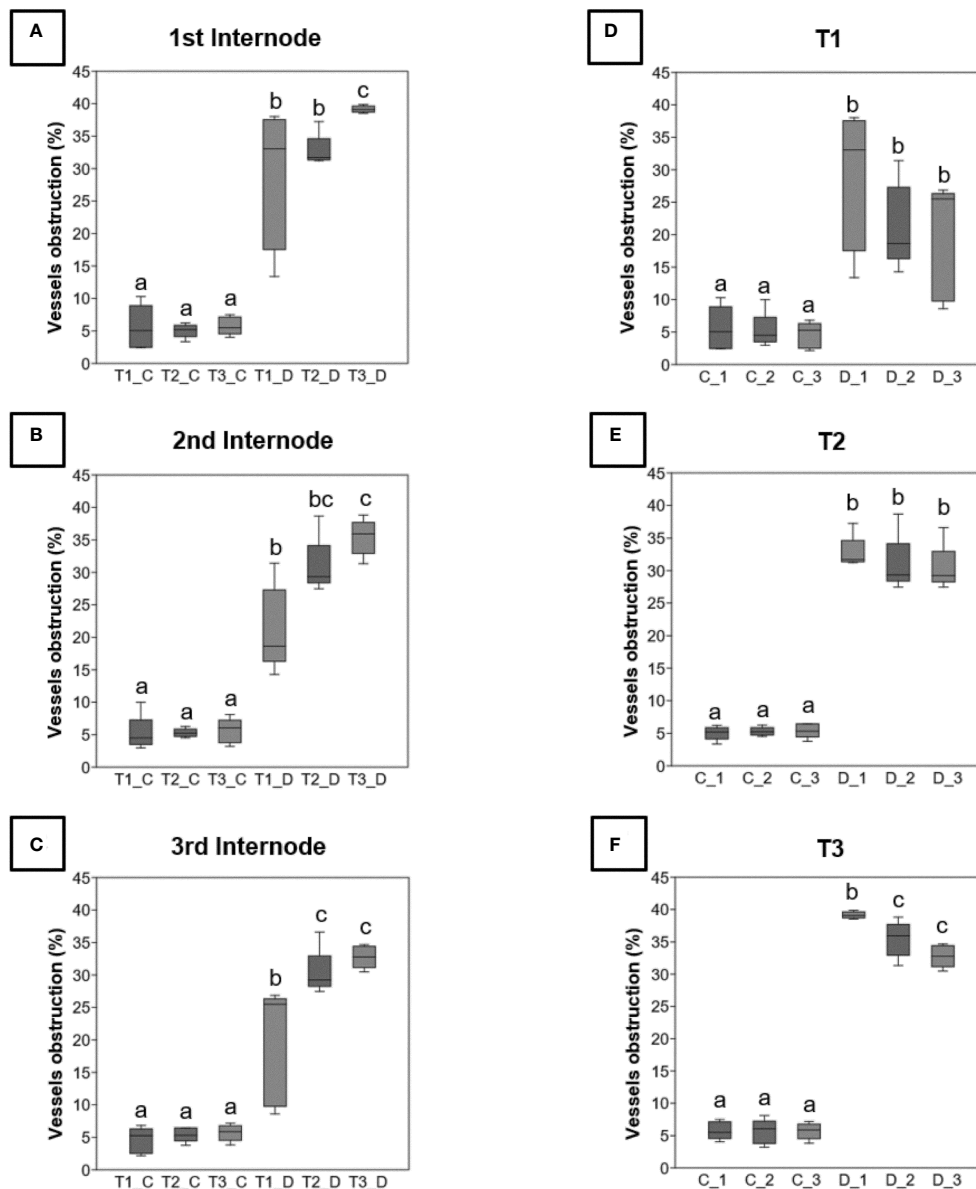 A
1st Internode
Vessels obstruction (%)
45
40
35
30
25
20
15
10
5
0
a
a
a
b
b
c
T1_C T2_C T3_C T1_D T2_D T3_D
D
T1
Vessels obstruction (%)
45
40
35
30
25
20
15
10
5
0
a
a
a
b
b
b
C_1 C_2 C_3 D_1 D_2 D_3
B
2nd Internode
Vessels obstruction (%)
45
40
35
30
25
20
15
10
5
0
a
a
a
b
bc
c
T1_C T2_C T3_C T1_D T2_D T3_D
E
T2
Vessels obstruction (%)
45
40
35
30
25
20
15
10
5
0
a
a
a
b
b
b
C_1 C_2 C_3 D_1 D_2 D_3
C
3rd Internode
Vessels obstruction (%)
45
40
35
30
25
20
15
10
5
0
a
a
a
b
c
c
T1_C T2_C T3_C T1_D T2_D T3_D
F
T3
Vessels obstruction (%)
45
40
35
30
25
20
15
10
5
0
a
a
a
b
c
c
C_1 C_2 C_3 D_1 D_2 D_3